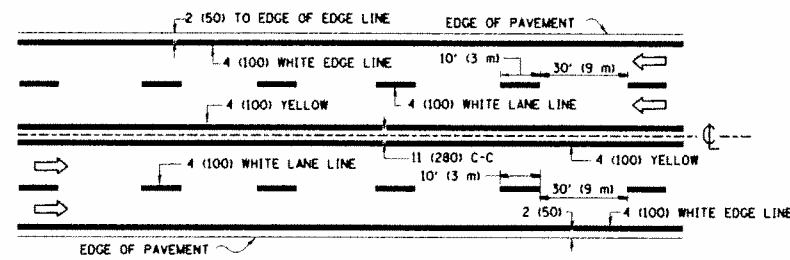 2 (50) TO EDGE OF EDGE LINE
EDGE OF PAVEMENT
4 (100) WHITE EDGE LINE
10' (3 m)
30' (9 m)
4 (100) YELLOW
4 (100) WHITE LANE LINE
℄
4 (100) WHITE LANE LINE
11 (280) C-C
4 (100) YELLOW
10' (3 m)
30' (9 m)
2 (50)
4 (100) WHITE EDGE LINE
EDGE OF PAVEMENT